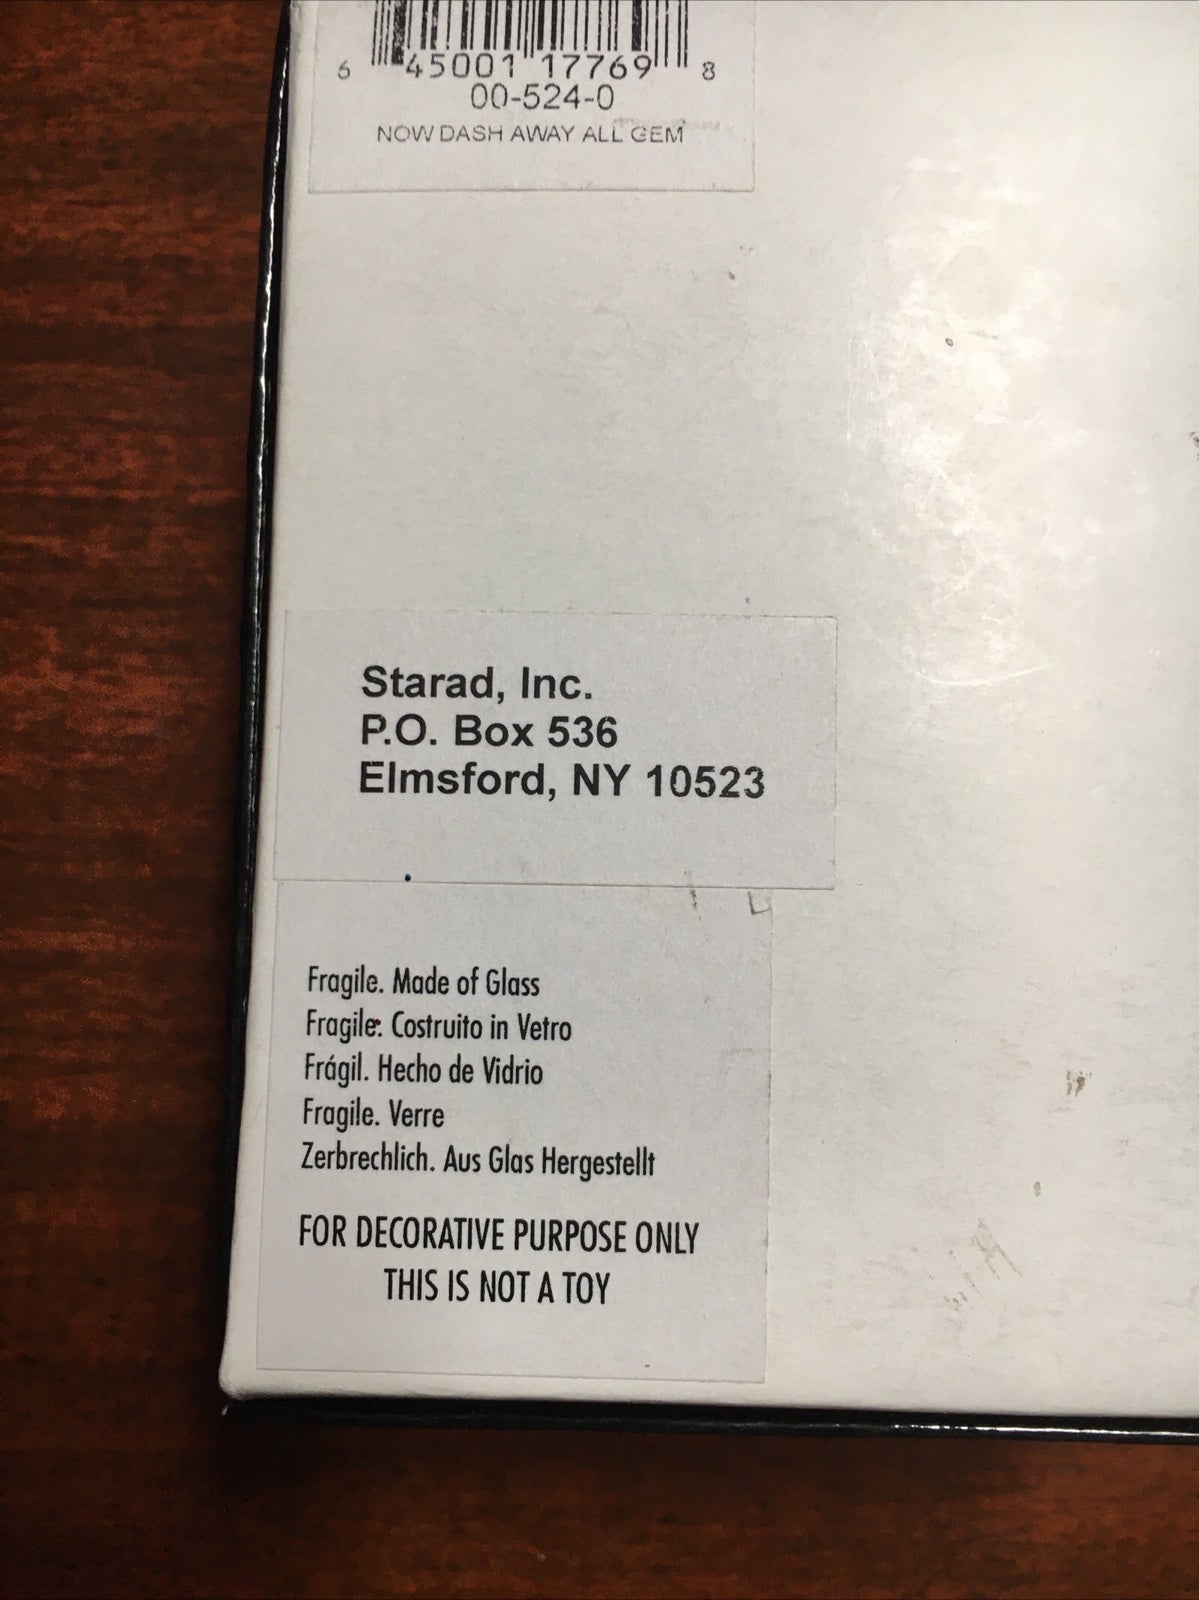 6 45001 17769 8
00-524-0
NOW DASH AWAY ALL GEM
Starad, Inc.
P.O. Box 536
Elmsford, NY 10523
Fragile. Made of Glass
Fragile. Costruito in Vetro
Frágil. Hecho de Vidrio
Fragile. Verre
Zerbrechlich. Aus Glas Hergestellt
FOR DECORATIVE PURPOSE ONLY
THIS IS NOT A TOY